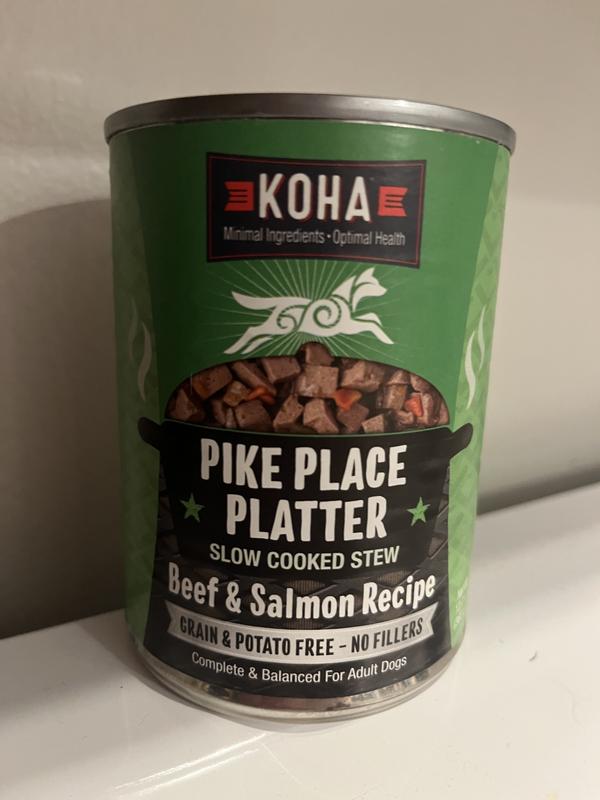 KOHA
Minimal Ingredients • Optimal Health
PIKE PLACE
PLATTER
SLOW COOKED STEW
Beef & Salmon Recipe
GRAIN & POTATO FREE – NO FILLERS
Complete & Balanced For Adult Dogs